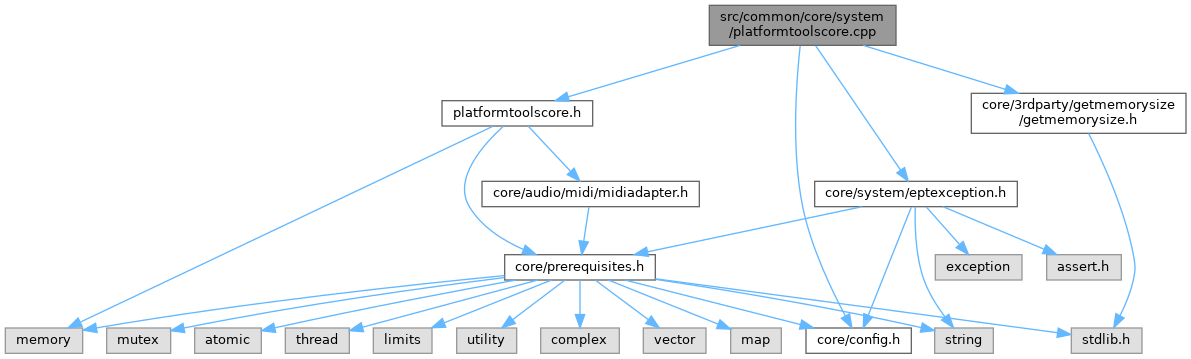 src/common/core/system
/platformtoolscore.cpp
platformtoolscore.h
core/3rdparty/getmemorysize
/getmemorysize.h
core/audio/midi/midiadapter.h
core/system/eptexception.h
core/prerequisites.h
exception
assert.h
memory
mutex
atomic
thread
limits
utility
complex
vector
map
core/config.h
string
stdlib.h